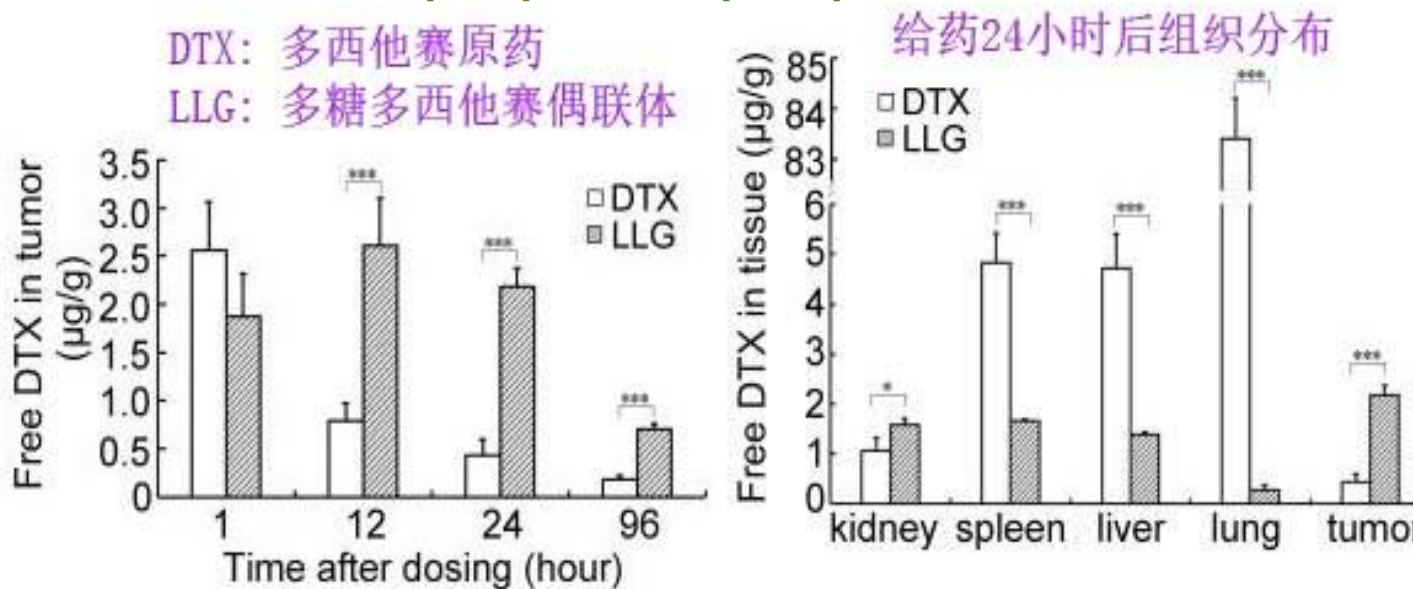 DTX: 多西他赛原药
LLG: 多糖多西他赛偶联体
Free DTX in tumor
(µg/g)
3.5
3.0
2.5
2.0
1.5
1.0
0.5
0
***
***
***
DTX
LLG
1 12 24 96
Time after dosing (hour)
给药24小时后组织分布
Free DTX in tissue (µg/g)
85
84
83
6
5
4
3
2
1
0
DTX
LLG
*
***
***
***
***
kidney spleen liver lung tumor